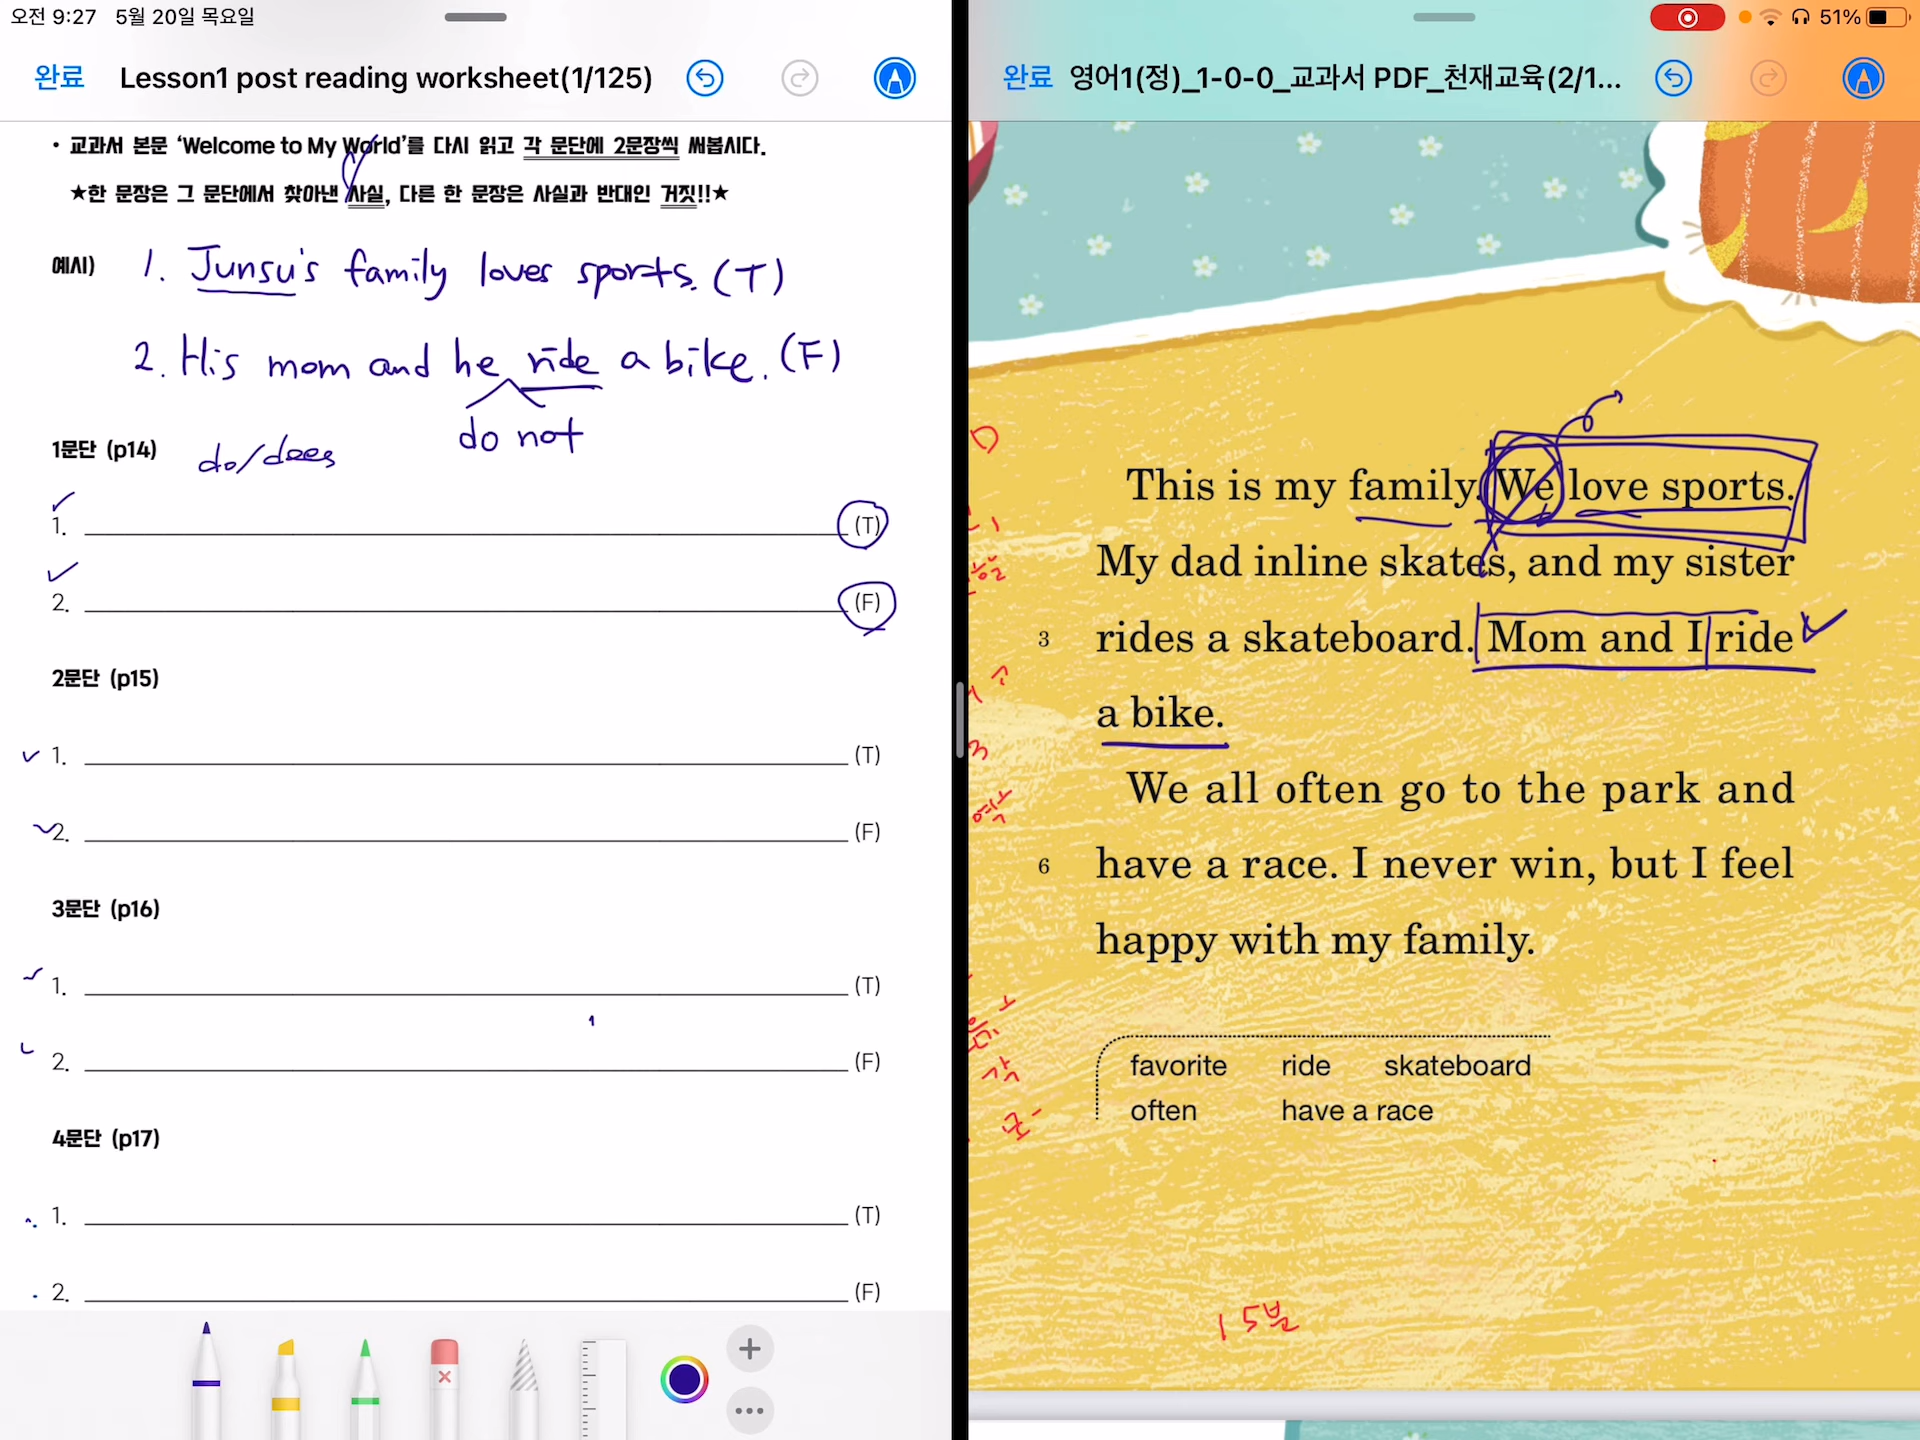 오전 9:27 5월 20일 목요일
완료 Lesson1 post reading worksheet(1/125)
• 교과서 본문 ‘Welcome to My World’를 다시 읽고 각 문단에 2문장씩 써봅시다.
★한 문장은 그 문단에서 찾아낸 사실, 다른 한 문장은 사실과 반대인 거짓!!★
예시) 1. Junsu's family loves sports. (T)
2. His mom and he ride a bike. (F)
do not
1문단 (p14) do/does
1. (T)
2. (F)
2문단 (p15)
1. (T)
2. (F)
3문단 (p16)
1. (T)
2. (F)
4문단 (p17)
1. (T)
2. (F)
51%
완료 영어1(정)_1-0-0_교과서 PDF_천재교육(2/1...
This is my family. We love sports.
My dad inline skates, and my sister
3 rides a skateboard. Mom and I ride
a bike.
We all often go to the park and
6 have a race. I never win, but I feel
happy with my family.
favorite ride skateboard
often have a race
15분